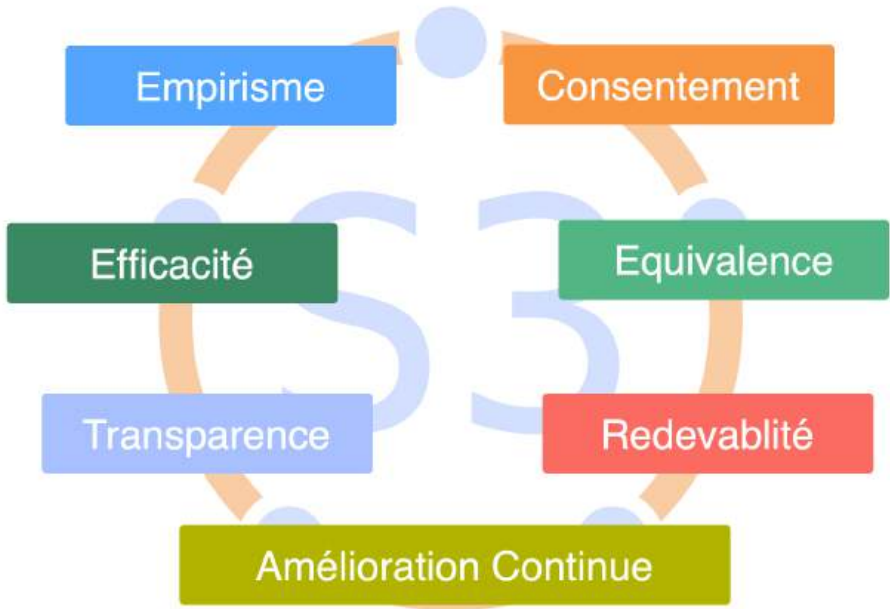 Empirisme
Consentement
S3
Efficacité
Equivalence
Transparence
Redevablité
Amélioration Continue